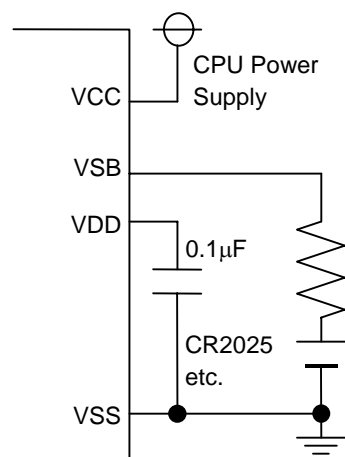 CPU Power
Supply
VCC
VSB
VDD
0.1µF
CR2025
etc.
VSS